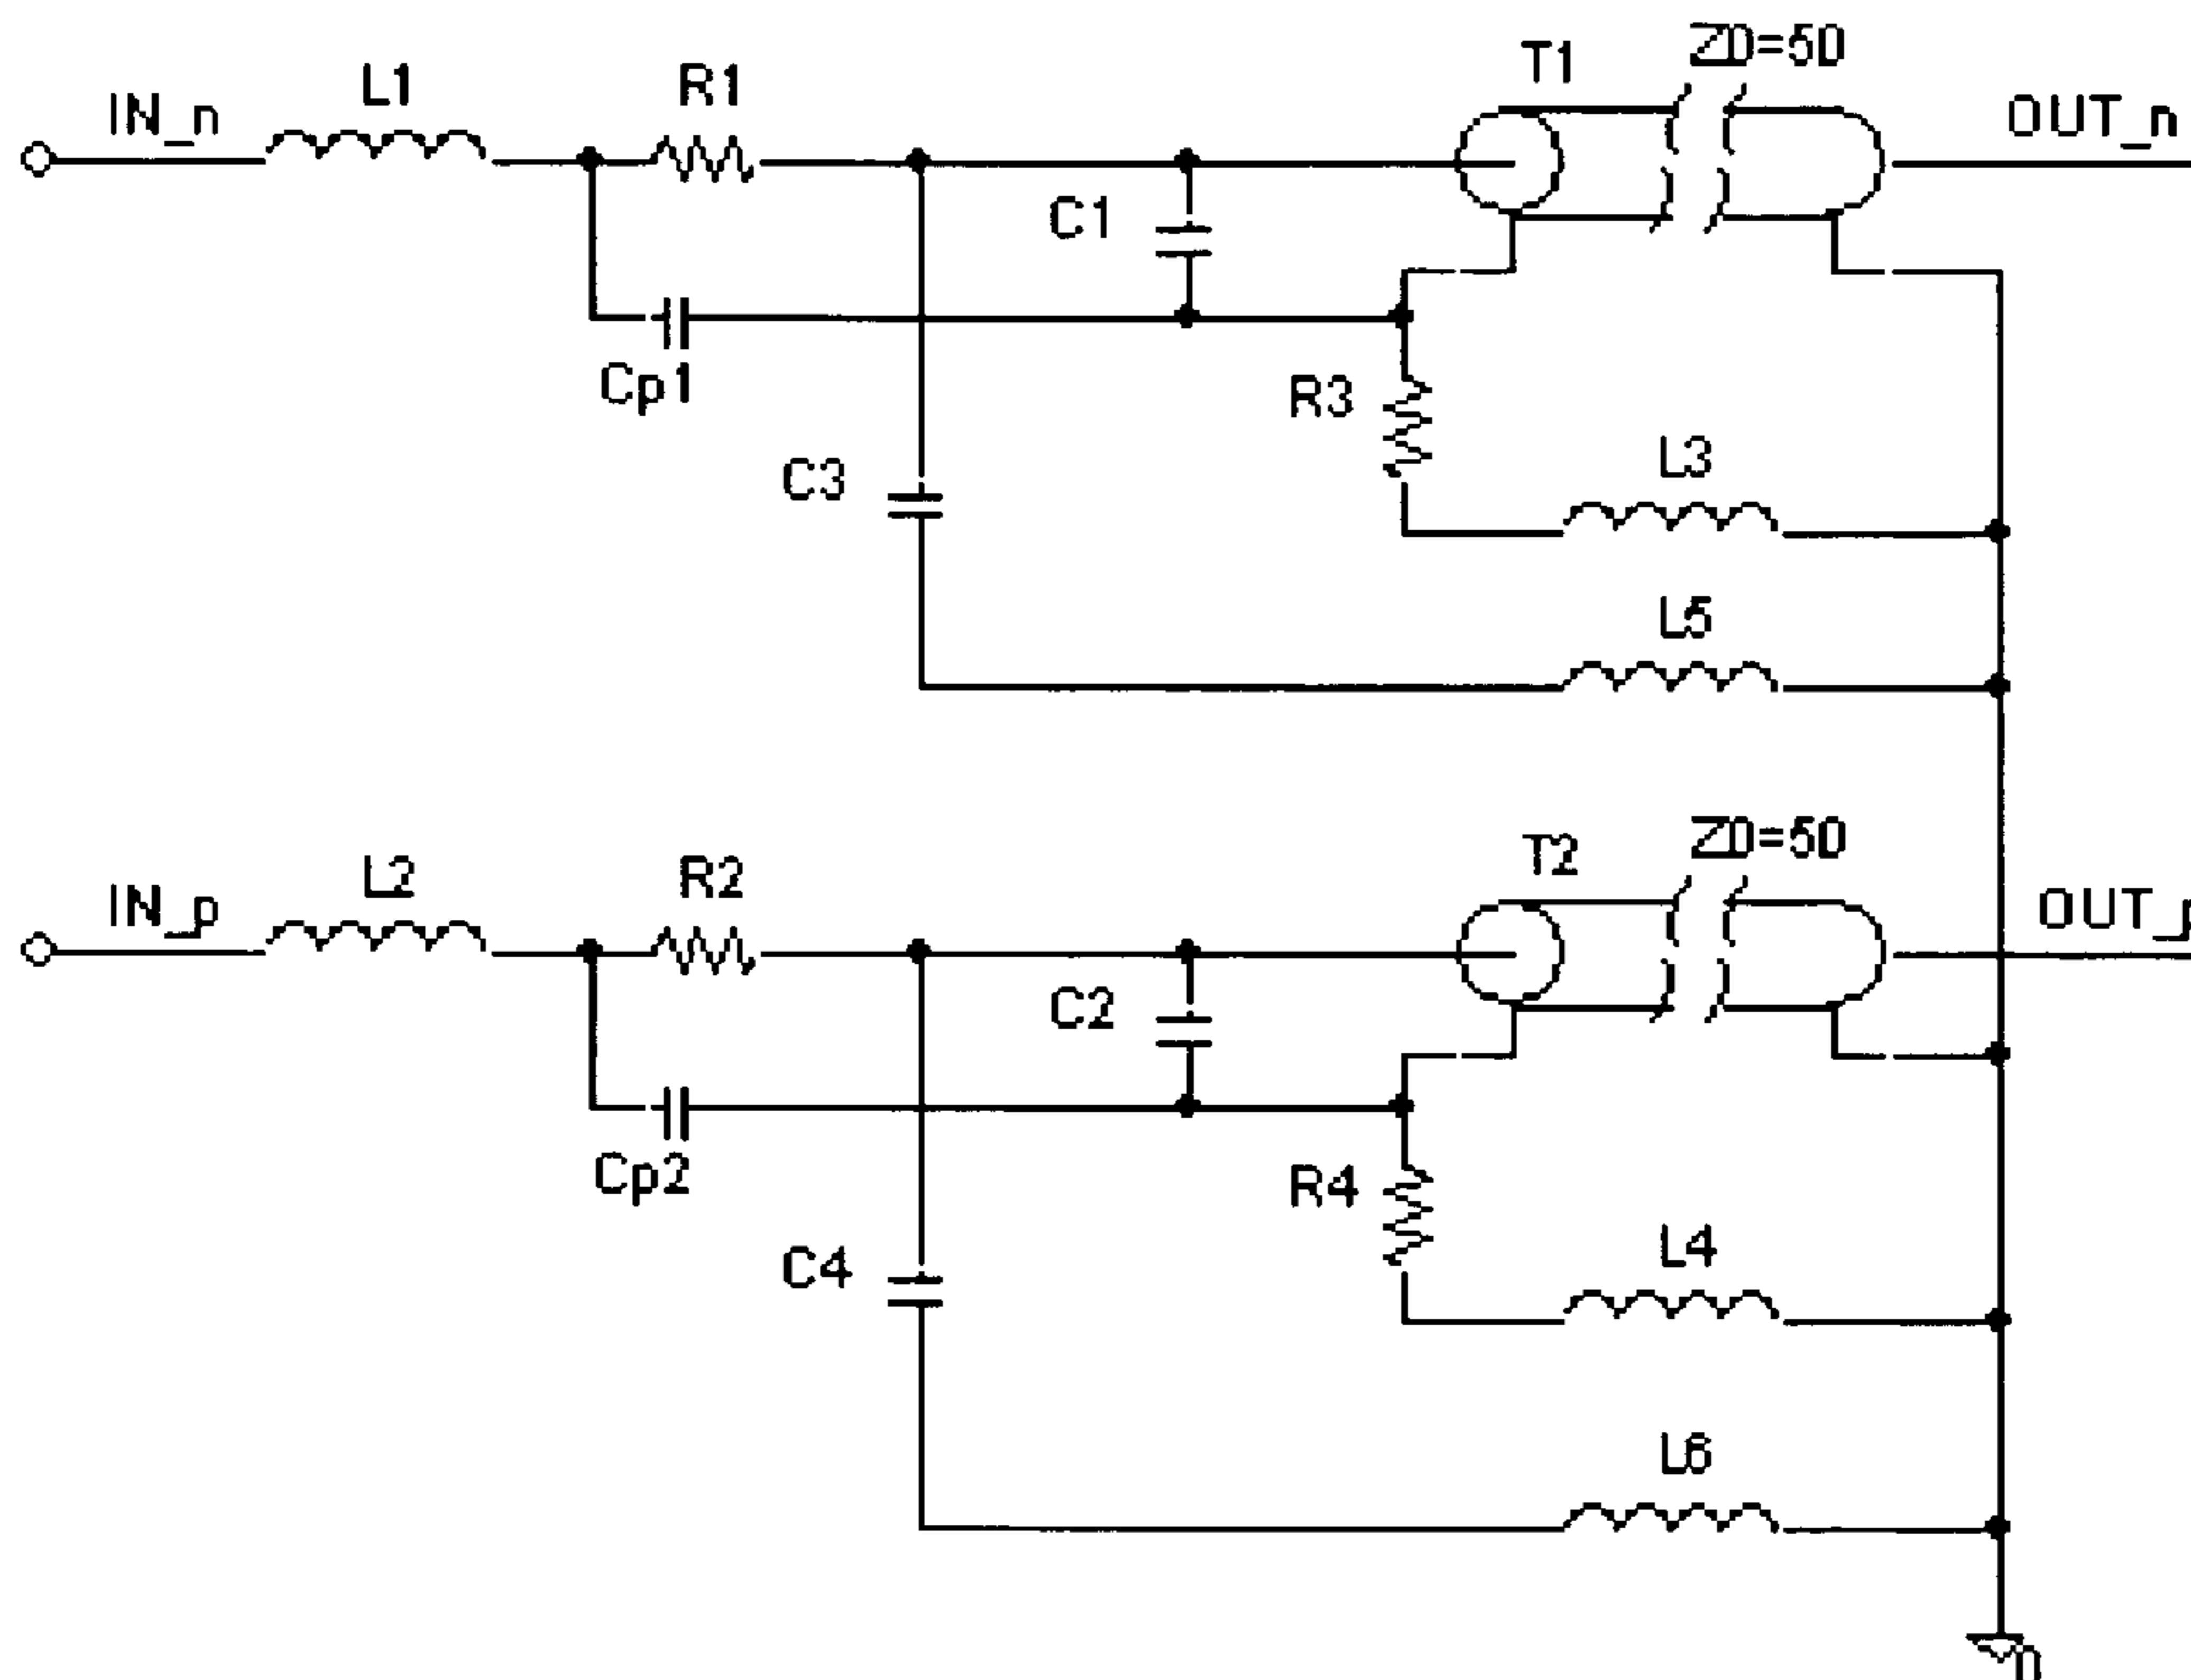 IN_n
L1
R1
T1
Z0=50
OUT_n
C1
Cp1
R3
C3
L3
L5
IN_p
L2
R2
T2
Z0=50
C2
Cp2
R4
C4
L4
L6